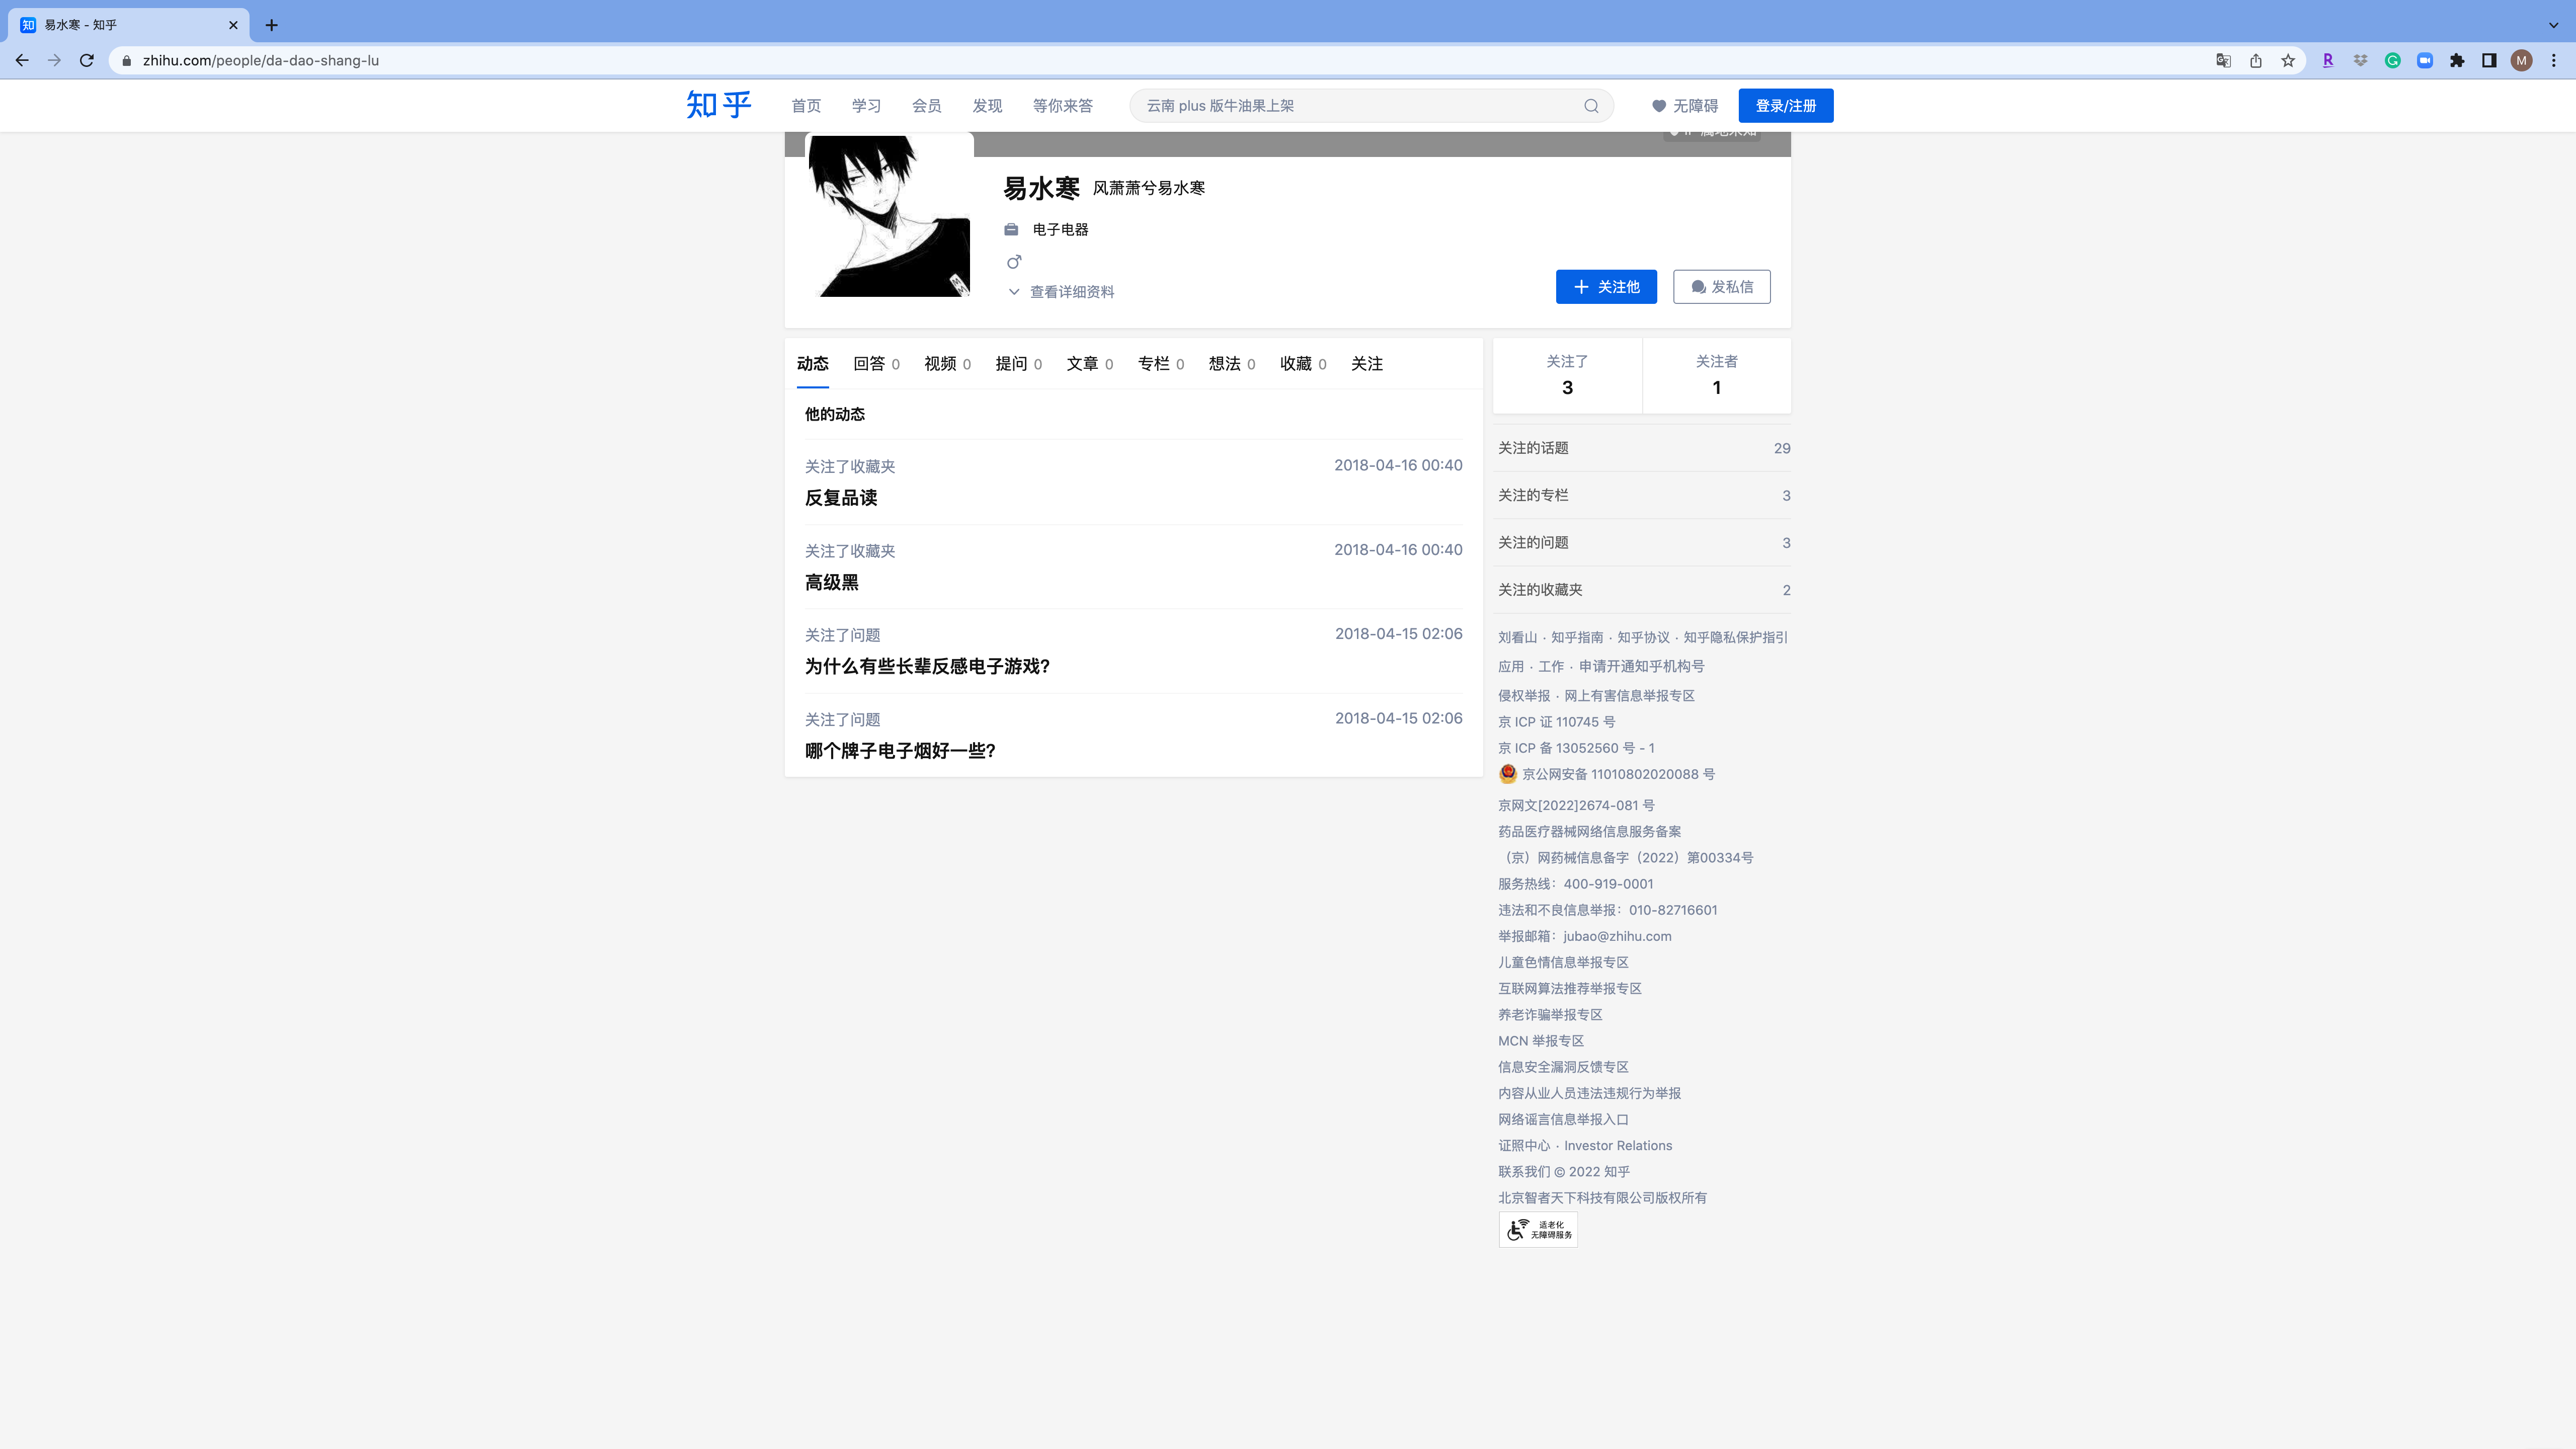 易水寒 - 知乎
zhihu.com/people/da-dao-shang-lu
M
知乎 首页 学习 会员 发现 等你来答 云南 plus 版牛油果上架 无障碍 登录/注册
易水寒 风萧萧兮易水寒
电子电器
查看详细资料
关注他 发私信
动态 回答 0 视频 0 提问 0 文章 0 专栏 0 想法 0 收藏 0 关注
他的动态
关注了收藏夹 2018-04-16 00:40
反复品读
关注了收藏夹 2018-04-16 00:40
高级黑
关注了问题 2018-04-15 02:06
为什么有些长辈反感电子游戏?
关注了问题 2018-04-15 02:06
哪个牌子电子烟好一些?
关注了 关注者
3 1
关注的话题 29
关注的专栏 3
关注的问题 3
关注的收藏夹 2
刘看山 · 知乎指南 · 知乎协议 · 知乎隐私保护指引
应用 · 工作 · 申请开通知乎机构号
侵权举报 · 网上有害信息举报专区
京 ICP 证 110745 号
京 ICP 备 13052560 号 - 1
京公网安备 11010802020088 号
京网文[2022]2674-081 号
药品医疗器械网络信息服务备案
（京）网药械信息备字（2022）第00334号
服务热线：400-919-0001
违法和不良信息举报：010-82716601
举报邮箱：jubao@zhihu.com
儿童色情信息举报专区
互联网算法推荐举报专区
养老诈骗举报专区
MCN 举报专区
信息安全漏洞反馈专区
内容从业人员违法违规行为举报
网络谣言信息举报入口
证照中心 · Investor Relations
联系我们 © 2022 知乎
北京智者天下科技有限公司版权所有
适老化
无障碍服务